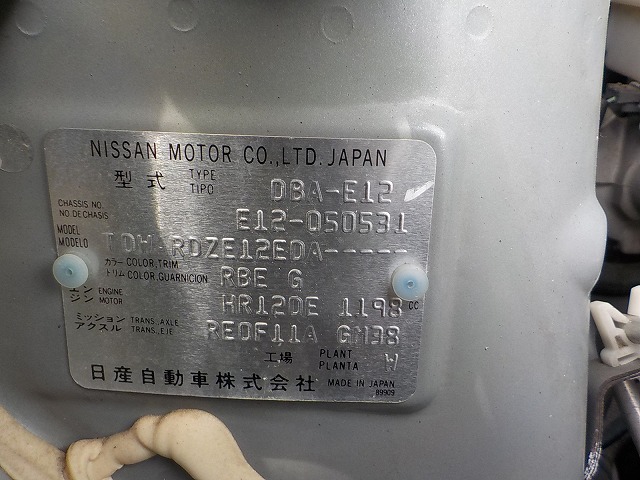 NISSAN MOTOR CO., LTD. JAPAN
型式 TYPE TIPO DBA-E12
CHASSIS NO. NO. DE CHASIS E12-050531
MODEL MODELO RDZE12EDA-----
カラー COLOR, TRIM トリム COLOR, GUARNICION RBE G
エンジン ENGINE MOTOR HR12DE 1198 CC
ミッション TRANS., AXLE アクスル TRANS., EJE RE0F11A GM38
工場 PLANT PLANTA W
日産自動車株式会社 MADE IN JAPAN
89909